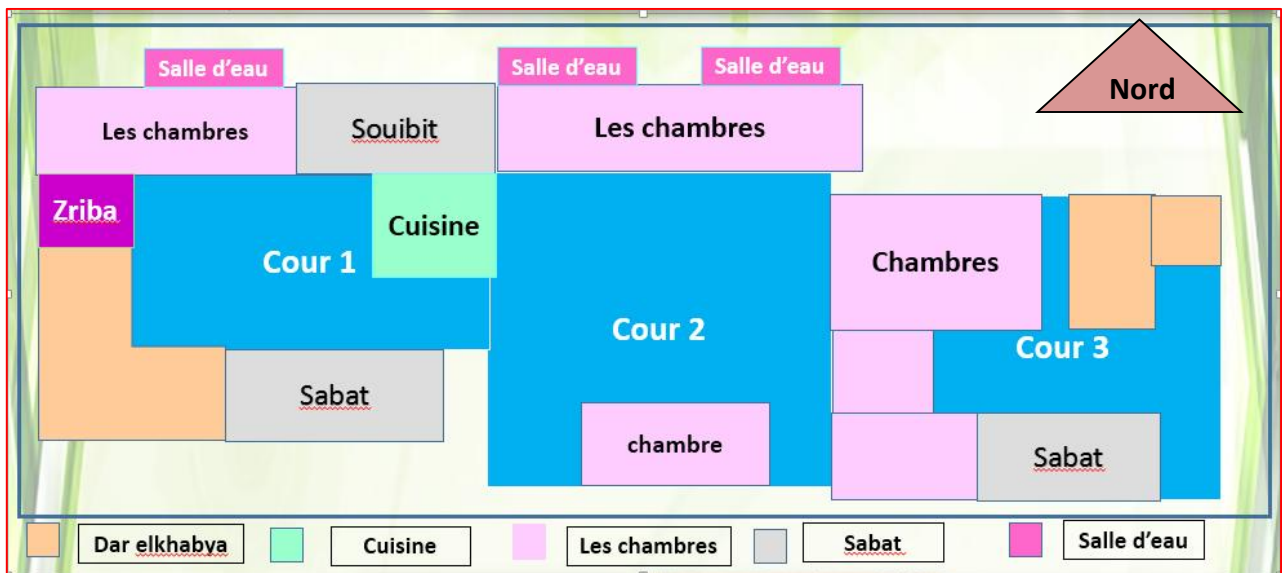 Salle d'eau
Salle d'eau
Salle d'eau
Nord
Les chambres
Souibit
Les chambres
Zriba
Cuisine
Cour 1
Chambres
Cour 2
Cour 3
Sabat
chambre
Sabat
Dar elkhabya
Cuisine
Les chambres
Sabat
Salle d'eau